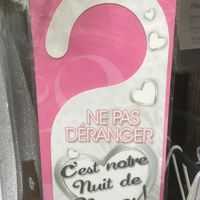 NE PAS
DÉRANGER
C'est notre
Nuit de